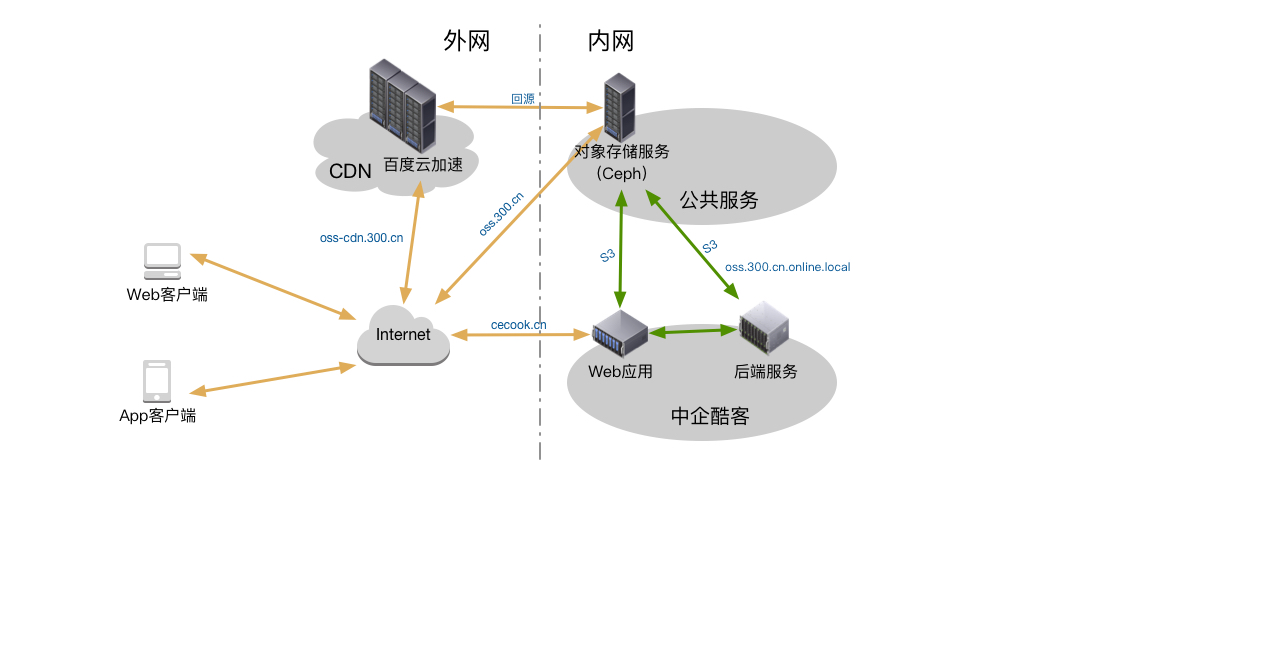 外网
内网
回源
对象存储服务
（Ceph）
CDN
百度云加速
公共服务
oss.300.cn
oss-cdn.300.cn
S3
S3
oss.300.cn.online.local
Web客户端
Internet
cecook.cn
Web应用
后端服务
App客户端
中企酷客